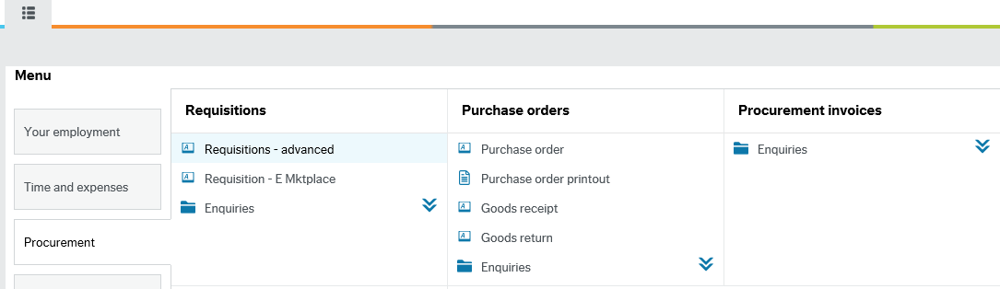 Menu
Your employment
Time and expenses
Procurement
Requisitions
Requisitions - advanced
Requisition - E Mktplace
Enquiries
Purchase orders
Purchase order
Purchase order printout
Goods receipt
Goods return
Enquiries
Procurement invoices
Enquiries